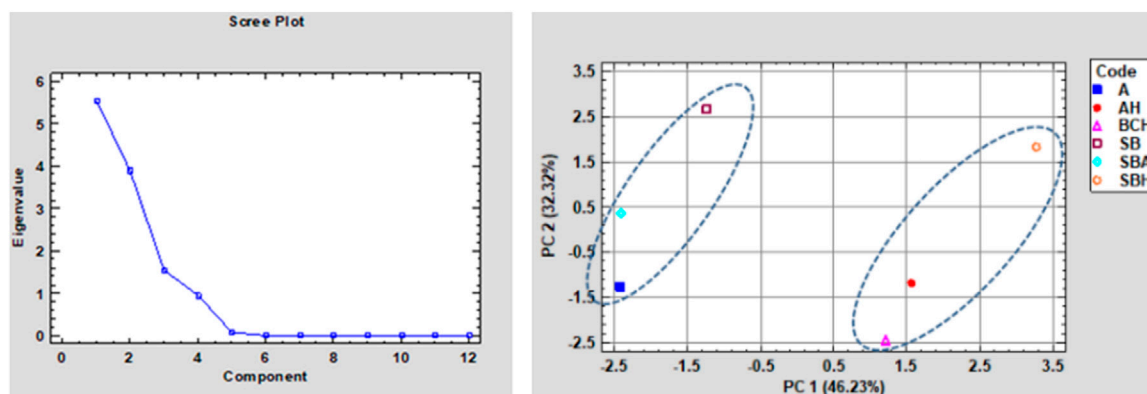 Scree Plot
Eigenvalue
6
5
4
3
2
1
0
0 2 4 6 8 10 12
Component
PC 2 (32.32%)
3.5
2.5
1.5
0.5
-0.5
-1.5
-2.5
-2.5 -1.5 -0.5 0.5 1.5 2.5 3.5
PC 1 (46.23%)
Code
A
AH
BCH
SB
SBA